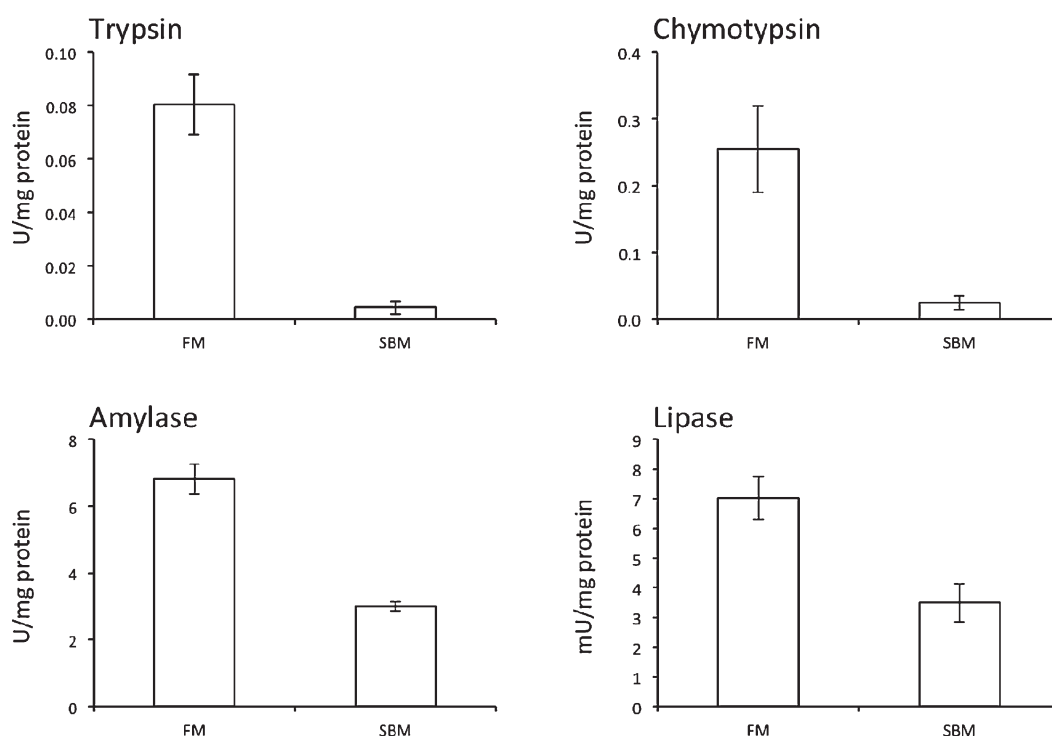 Trypsin
U/mg protein
0.10
0.08
0.06
0.04
0.02
0.00
FM
SBM
Chymotypsin
U/mg protein
0.4
0.3
0.2
0.1
0.0
FM
SBM
Amylase
U/mg protein
8
6
4
2
0
FM
SBM
Lipase
mU/mg protein
9
8
7
6
5
4
3
2
1
0
FM
SBM